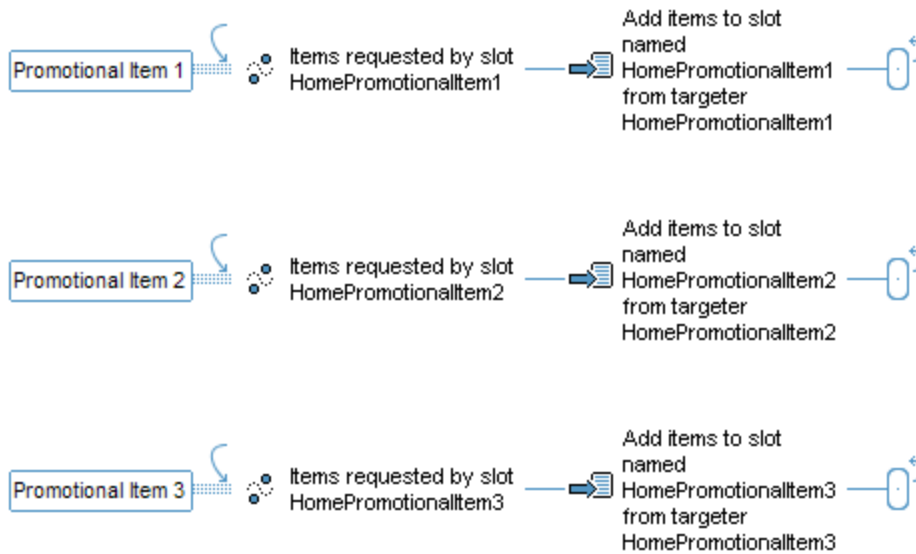 Promotional Item 1
Items requested by slot
HomePromotionalItem1
Add items to slot
named
HomePromotionalItem1
from targeter
HomePromotionalItem1
Promotional Item 2
Items requested by slot
HomePromotionalItem2
Add items to slot
named
HomePromotionalItem2
from targeter
HomePromotionalItem2
Promotional Item 3
Items requested by slot
HomePromotionalItem3
Add items to slot
named
HomePromotionalItem3
from targeter
HomePromotionalItem3